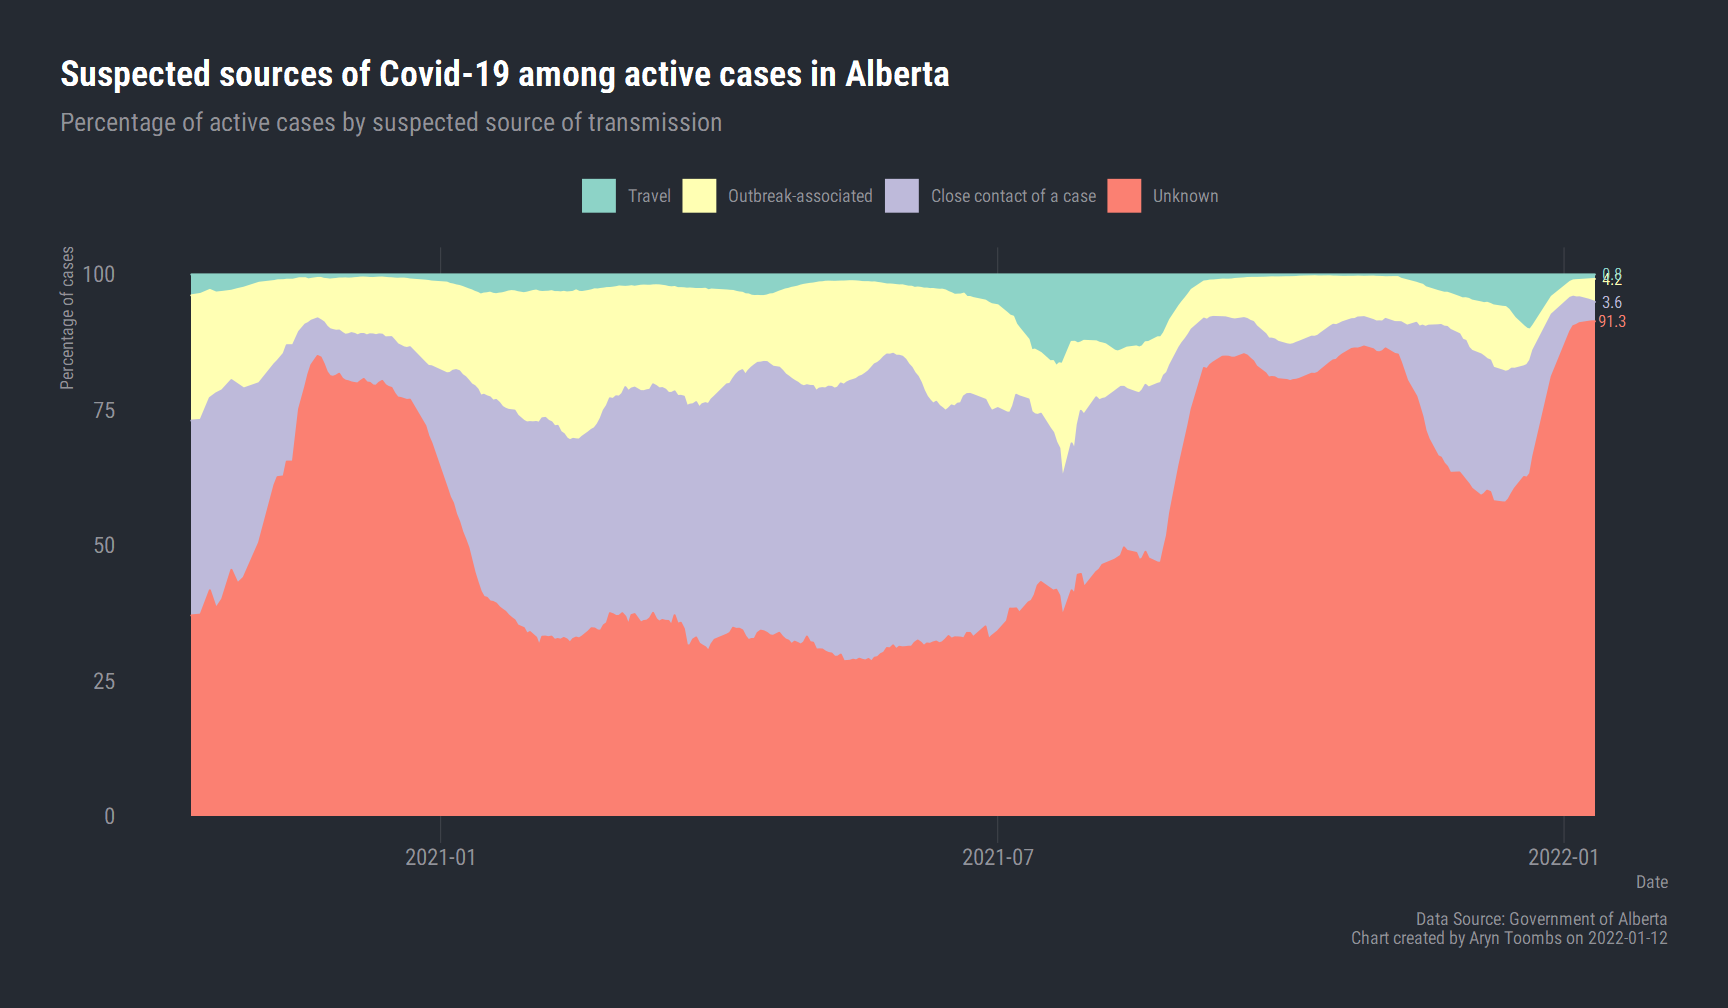 Suspected sources of Covid-19 among active cases in Alberta
Percentage of active cases by suspected source of transmission
Travel Outbreak-associated Close contact of a case Unknown
Percentage of cases
100
75
50
25
0
0.8
4.2
3.6
91.3
2021-01 2021-07 2022-01
Date
Data Source: Government of Alberta
Chart created by Aryn Toombs on 2022-01-12